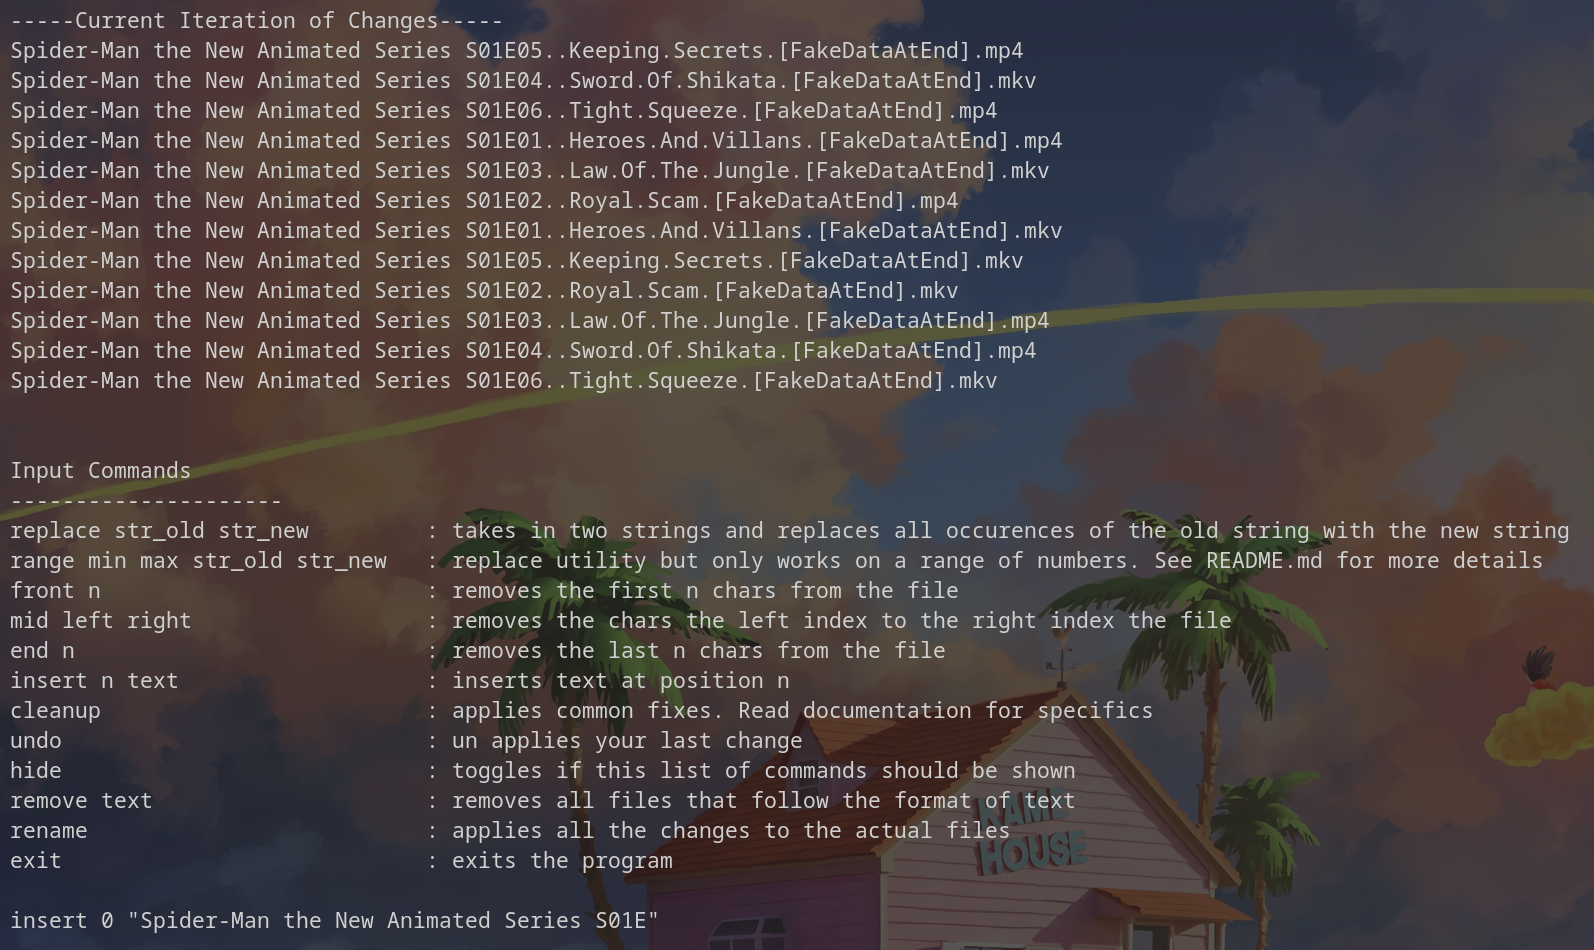 -----Current Iteration of Changes-----
Spider-Man the New Animated Series S01E05..Keeping.Secrets.[FakeDataAtEnd].mp4
Spider-Man the New Animated Series S01E04..Sword.Of.Shikata.[FakeDataAtEnd].mkv
Spider-Man the New Animated Series S01E06..Tight.Squeeze.[FakeDataAtEnd].mp4
Spider-Man the New Animated Series S01E01..Heroes.And.Villans.[FakeDataAtEnd].mp4
Spider-Man the New Animated Series S01E03..Law.Of.The.Jungle.[FakeDataAtEnd].mkv
Spider-Man the New Animated Series S01E02..Royal.Scam.[FakeDataAtEnd].mp4
Spider-Man the New Animated Series S01E01..Heroes.And.Villans.[FakeDataAtEnd].mkv
Spider-Man the New Animated Series S01E05..Keeping.Secrets.[FakeDataAtEnd].mkv
Spider-Man the New Animated Series S01E02..Royal.Scam.[FakeDataAtEnd].mkv
Spider-Man the New Animated Series S01E03..Law.Of.The.Jungle.[FakeDataAtEnd].mp4
Spider-Man the New Animated Series S01E04..Sword.Of.Shikata.[FakeDataAtEnd].mp4
Spider-Man the New Animated Series S01E06..Tight.Squeeze.[FakeDataAtEnd].mkv
Input Commands
---------------------
replace str_old str_new : takes in two strings and replaces all occurences of the old string with the new string
range min max str_old str_new : replace utility but only works on a range of numbers. See README.md for more details
front n : removes the first n chars from the file
mid left right : removes the chars the left index to the right index the file
end n : removes the last n chars from the file
insert n text : inserts text at position n
cleanup : applies common fixes. Read documentation for specifics
undo : un applies your last change
hide : toggles if this list of commands should be shown
remove text : removes all files that follow the format of text
rename : applies all the changes to the actual files
exit : exits the program
KAME
HOUSE
insert 0 "Spider-Man the New Animated Series S01E"